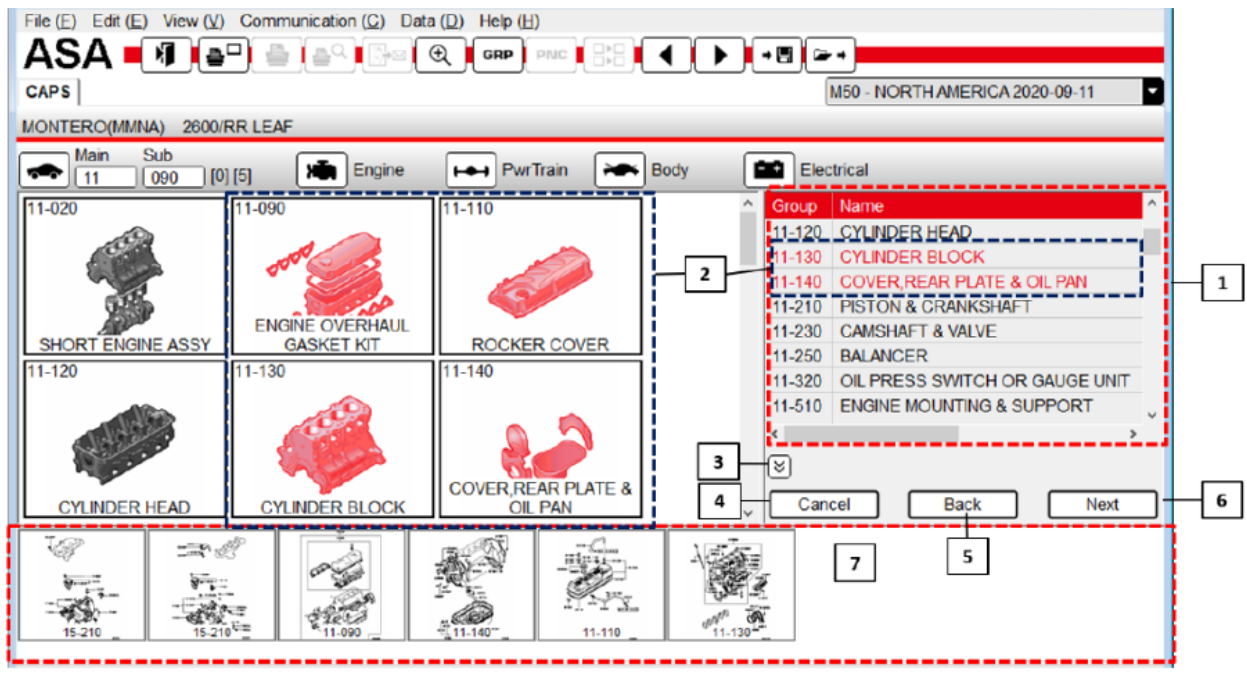 File (F) Edit (E) View (V) Communication (C) Data (D) Help (H)
ASA GRP PNC
CAPS M50 - NORTH AMERICA 2020-09-11
MONTERO(MMNA) 2600/RR LEAF
Main Sub
11 090 [0] [5] Engine PwrTrain Body Electrical
11-020 11-090 11-110
SHORT ENGINE ASSY
ENGINE OVERHAUL
GASKET KIT
ROCKER COVER
11-120 11-130 11-140
CYLINDER HEAD
CYLINDER BLOCK
COVER,REAR PLATE &
OIL PAN
2
Group Name
11-120 CYLINDER HEAD
11-130 CYLINDER BLOCK
11-140 COVER,REAR PLATE & OIL PAN
11-210 PISTON & CRANKSHAFT
11-230 CAMSHAFT & VALVE
11-250 BALANCER
11-320 OIL PRESS SWITCH OR GAUGE UNIT
11-510 ENGINE MOUNTING & SUPPORT
1
3
4 Cancel Back Next 6
5
7
15-210 15-210 11-090 11-140 11-110 11-130